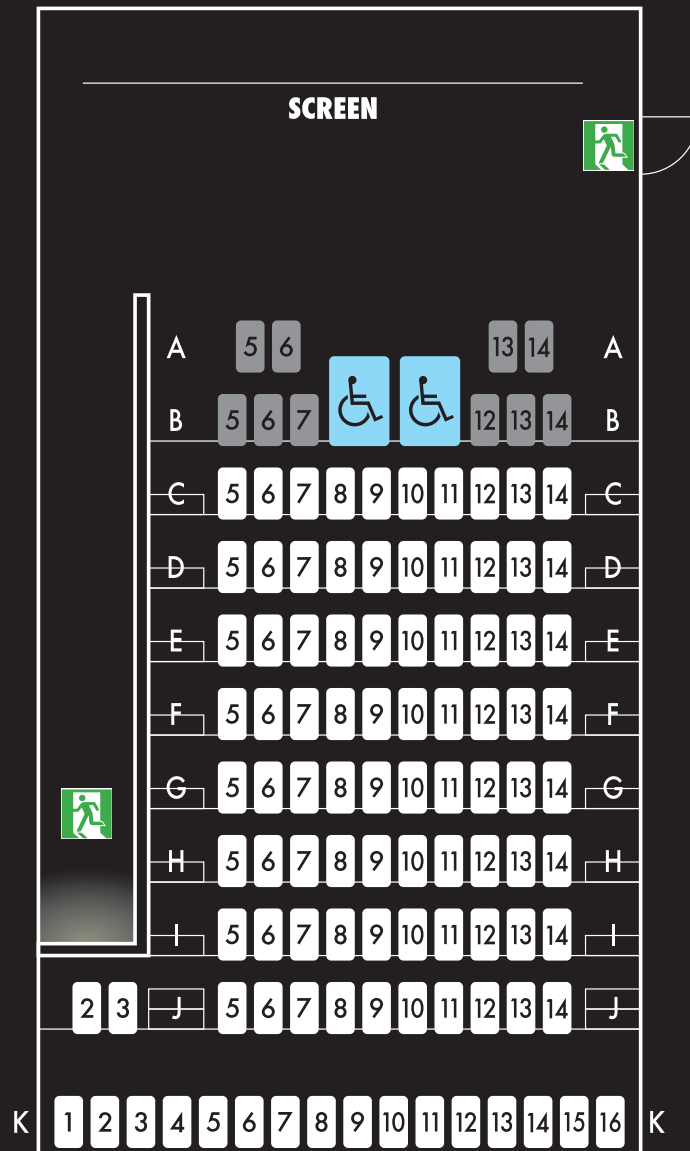 SCREEN
A 5 6 13 14 A
B 5 6 7 12 13 14 B
C 5 6 7 8 9 10 11 12 13 14 C
D 5 6 7 8 9 10 11 12 13 14 D
E 5 6 7 8 9 10 11 12 13 14 E
F 5 6 7 8 9 10 11 12 13 14 F
G 5 6 7 8 9 10 11 12 13 14 G
H 5 6 7 8 9 10 11 12 13 14 H
I 5 6 7 8 9 10 11 12 13 14 I
2 3 J 5 6 7 8 9 10 11 12 13 14 J
K 1 2 3 4 5 6 7 8 9 10 11 12 13 14 15 16 K